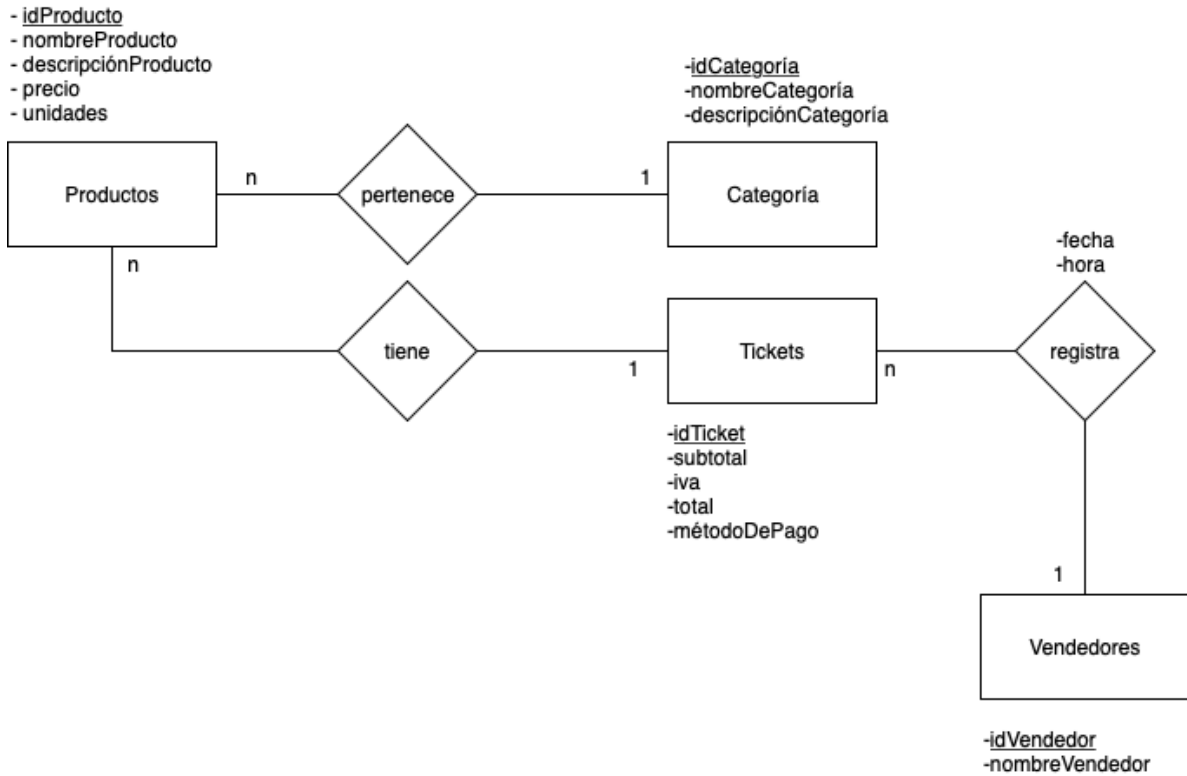 - idProducto
- nombreProducto
- descripciónProducto
- precio
- unidades
-idCategoría
-nombreCategoría
-descripciónCategoría
Productos
n
pertenece
1
Categoría
n
-fecha
-hora
tiene
1
Tickets
n
registra
-idTicket
-subtotal
-iva
-total
-métodoDePago
1
Vendedores
-idVendedor
-nombreVendedor